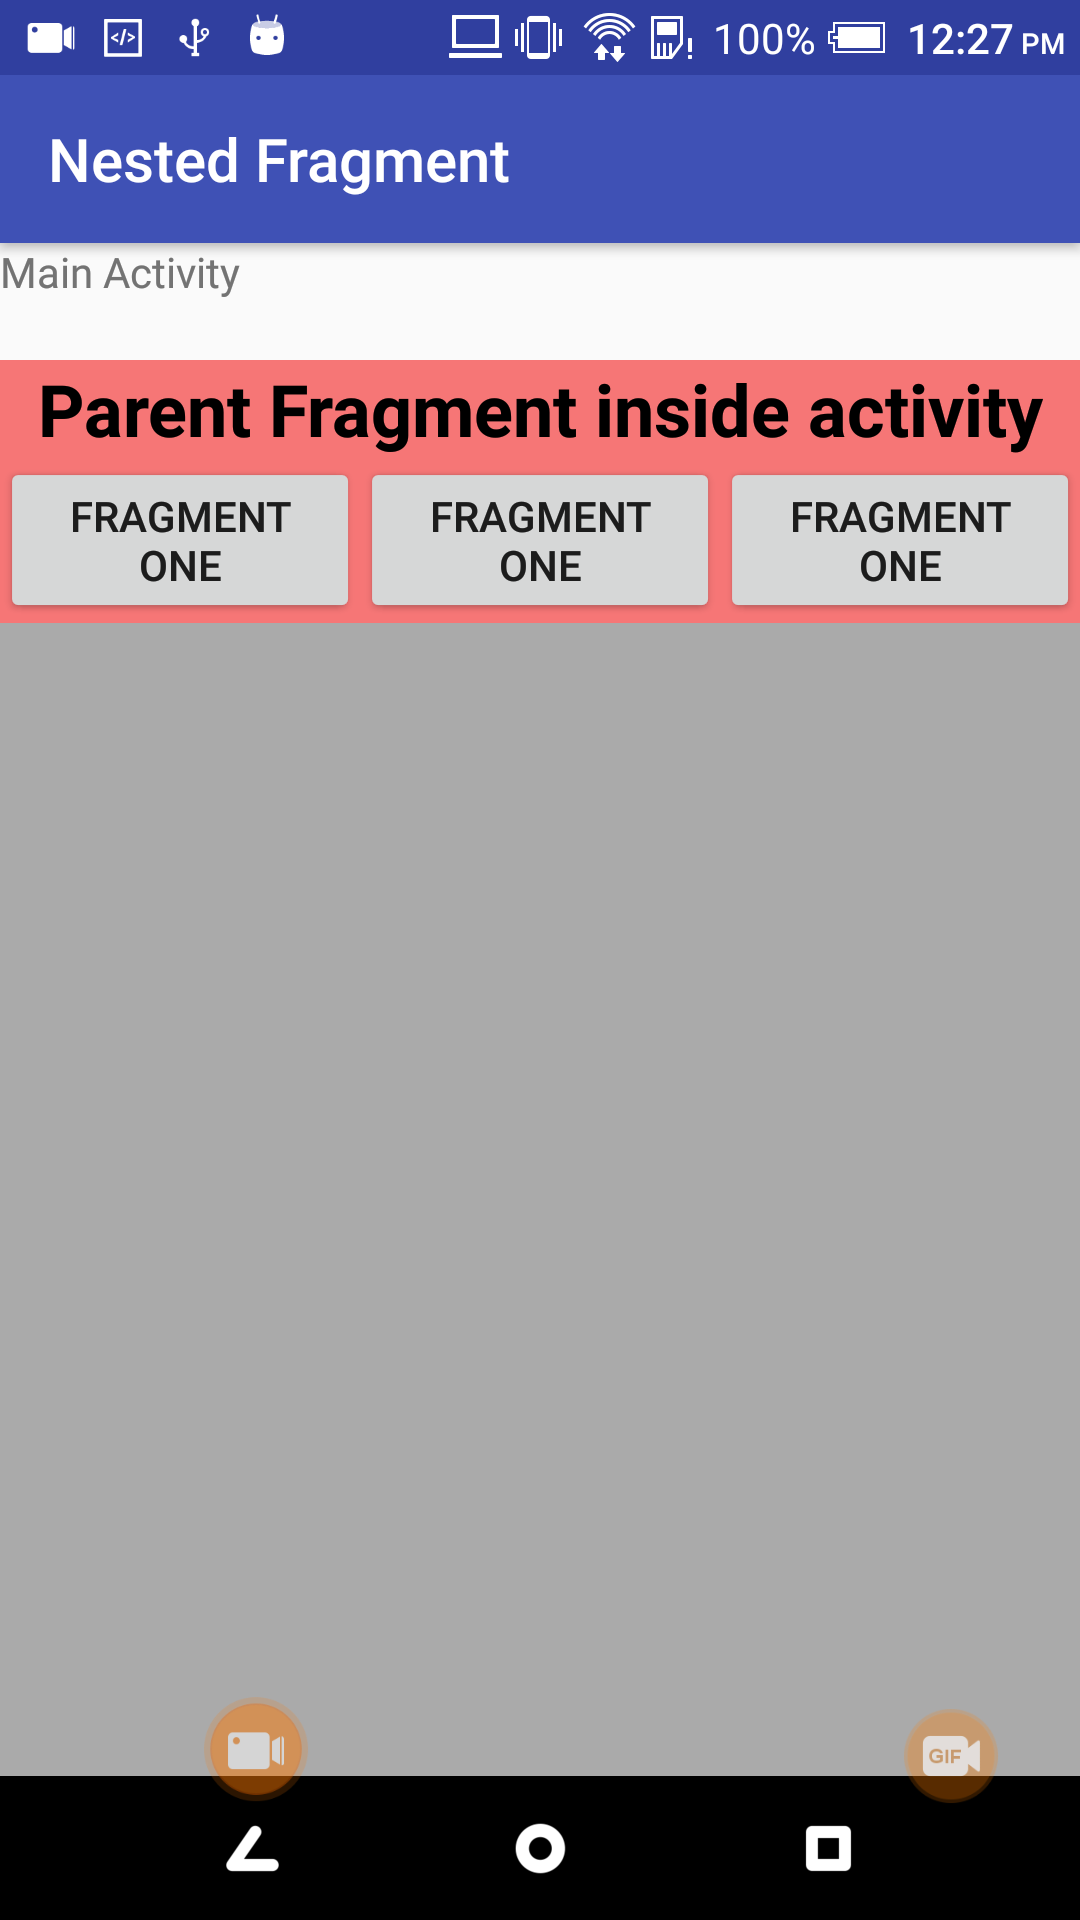 </> 100% 12:27 PM
Nested Fragment
Main Activity
Parent Fragment inside activity
FRAGMENT ONE
FRAGMENT ONE
FRAGMENT ONE
GIF